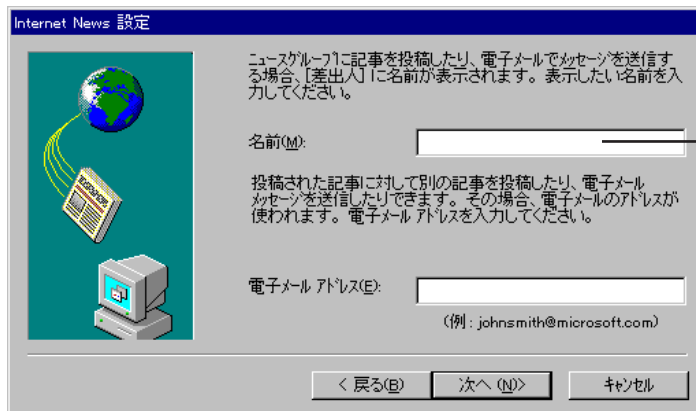 Internet News 設定
ニュースグループに記事を投稿したり、電子メールでメッセージを送信す
る場合、[差出人] に名前が表示されます。表示したい名前を入
力してください。
名前(M):
投稿された記事に対して別の記事を投稿したり、電子メール
メッセージを送信したりできます。その場合、電子メールのアドレスが
使われます。電子メール アドレスを入力してください。
電子メール アドレス(E):
(例 : johnsmith@microsoft.com)
< 戻る(B)
次へ (N)>
キャンセル